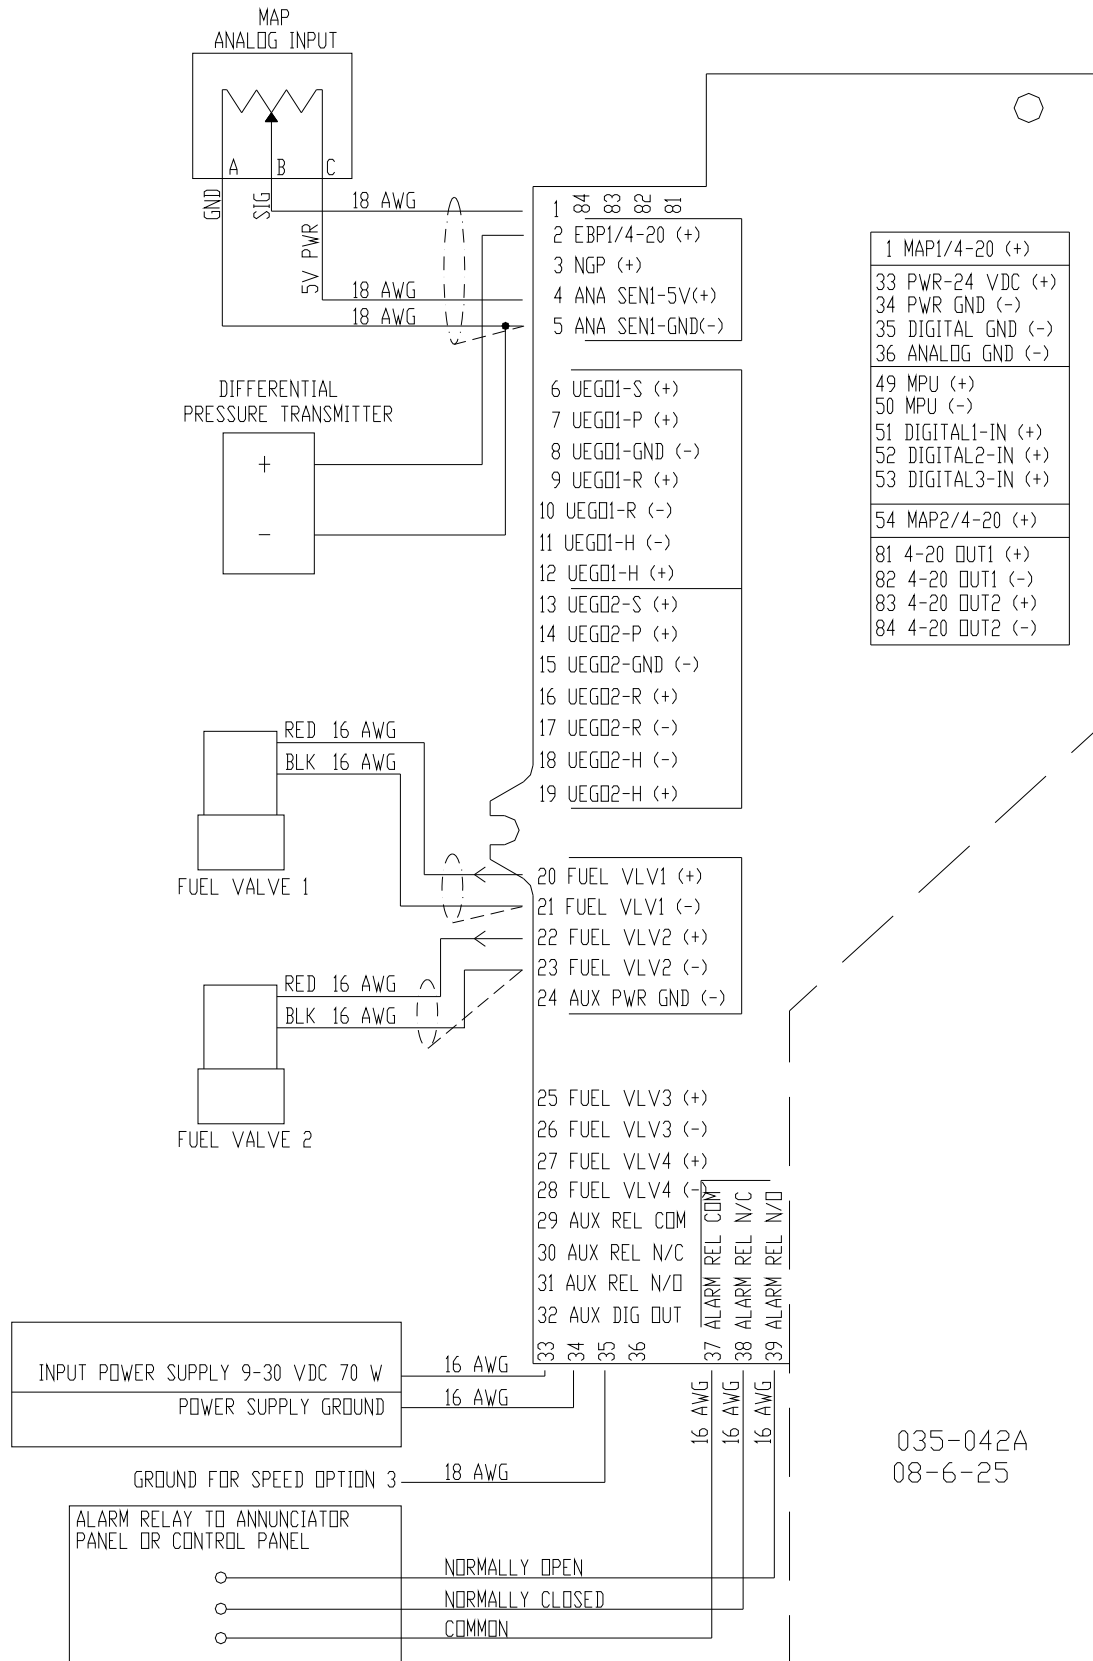 MAP
ANALOG INPUT
A B C
GND
SIG
5V PWR
18 AWG
18 AWG
18 AWG
1
84
83
82
81
2 EBP1/4-20 (+)
3 NGP (+)
4 ANA SEN1-5V(+)
5 ANA SEN1-GND(-)
1 MAP1/4-20 (+)
33 PWR-24 VDC (+)
34 PWR GND (-)
35 DIGITAL GND (-)
36 ANALOG GND (-)
49 MPU (+)
50 MPU (-)
51 DIGITAL1-IN (+)
52 DIGITAL2-IN (+)
53 DIGITAL3-IN (+)
54 MAP2/4-20 (+)
81 4-20 OUT1 (+)
82 4-20 OUT1 (-)
83 4-20 OUT2 (+)
84 4-20 OUT2 (-)
DIFFERENTIAL
PRESSURE TRANSMITTER
+
-
6 UEGO1-S (+)
7 UEGO1-P (+)
8 UEGO1-GND (-)
9 UEGO1-R (+)
10 UEGO1-R (-)
11 UEGO1-H (-)
12 UEGO1-H (+)
13 UEGO2-S (+)
14 UEGO2-P (+)
15 UEGO2-GND (-)
16 UEGO2-R (+)
17 UEGO2-R (-)
18 UEGO2-H (-)
19 UEGO2-H (+)
RED 16 AWG
BLK 16 AWG
FUEL VALVE 1
20 FUEL VLV1 (+)
21 FUEL VLV1 (-)
22 FUEL VLV2 (+)
23 FUEL VLV2 (-)
24 AUX PWR GND (-)
RED 16 AWG
BLK 16 AWG
FUEL VALVE 2
25 FUEL VLV3 (+)
26 FUEL VLV3 (-)
27 FUEL VLV4 (+)
28 FUEL VLV4 (-)
29 AUX REL COM
30 AUX REL N/C
31 AUX REL N/O
32 AUX DIG OUT
33
34
35
36
37 ALARM REL COM
38 ALARM REL N/C
39 ALARM REL N/O
INPUT POWER SUPPLY 9-30 VDC 70 W
16 AWG
POWER SUPPLY GROUND
16 AWG
16 AWG
16 AWG
16 AWG
GROUND FOR SPEED OPTION 3
18 AWG
035-042A
08-6-25
ALARM RELAY TO ANNUNCIATOR
PANEL OR CONTROL PANEL
NORMALLY OPEN
NORMALLY CLOSED
COMMON